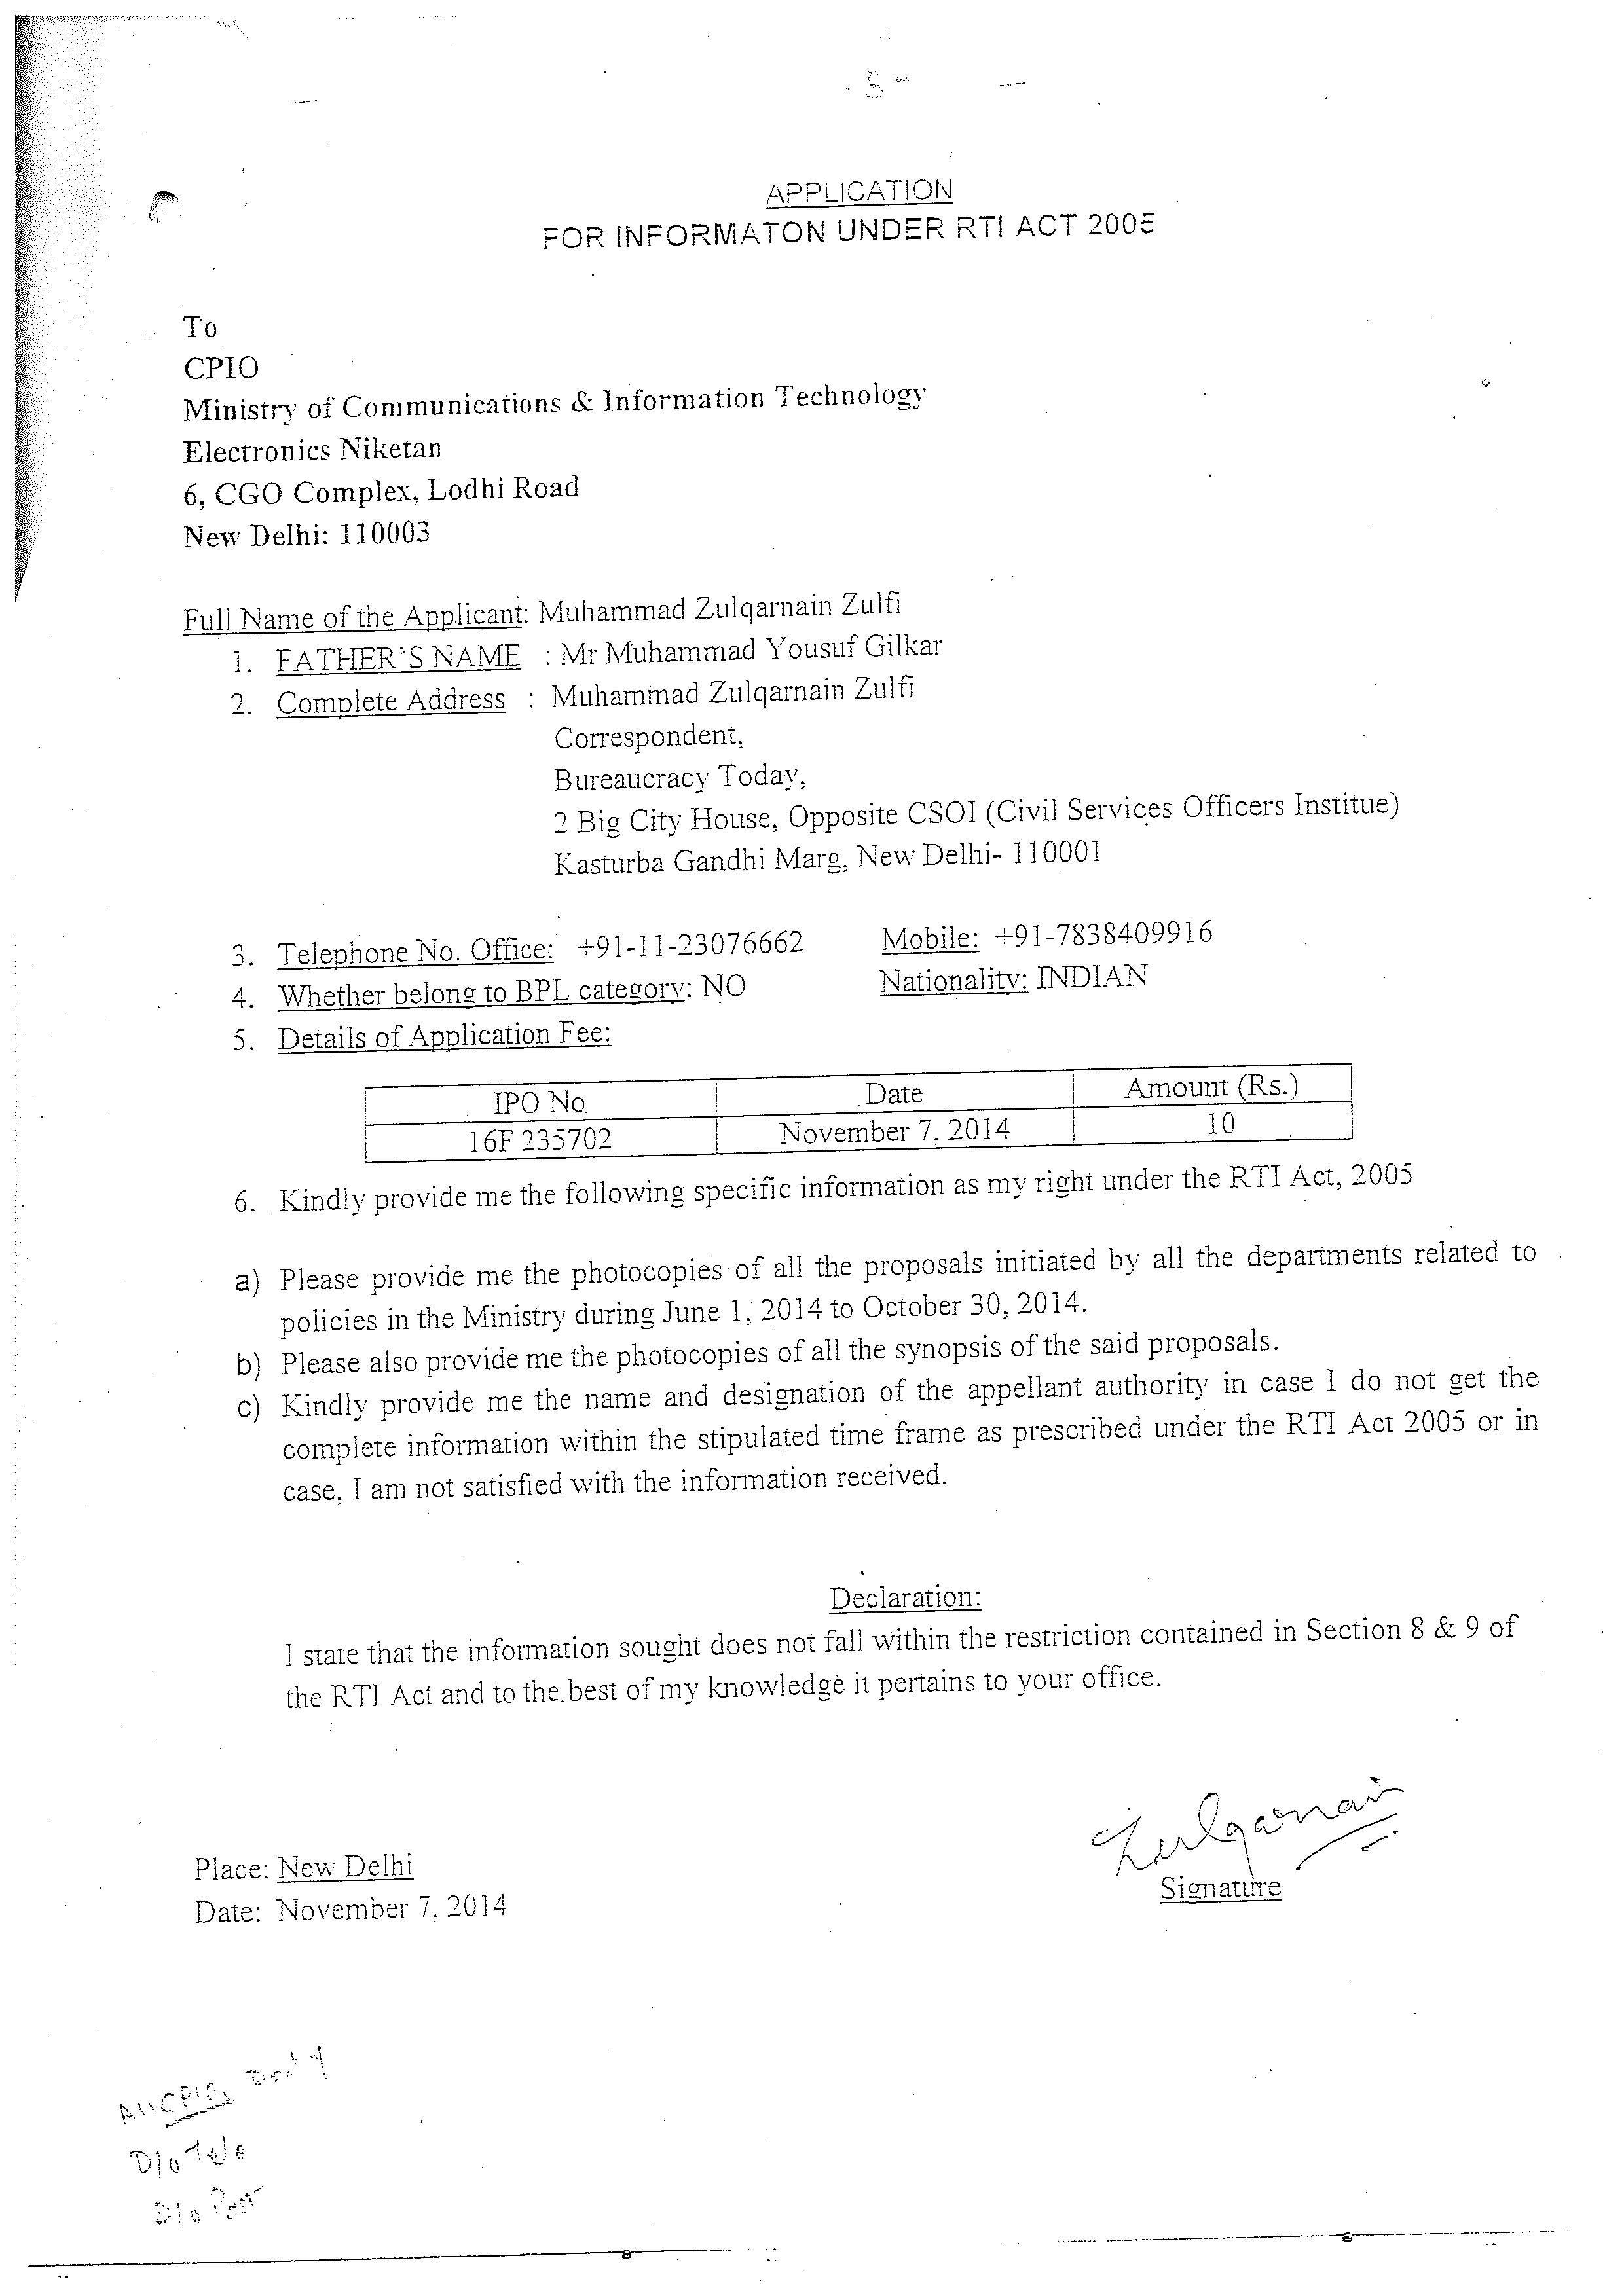 APPLICATION
FOR INFORMATON UNDER RTI ACT 2005
To
CPIO
Ministry of Communications & Information Technology
Electronics Niketan
6, CGO Complex, Lodhi Road
New Delhi: 110003
Full Name of the Applicant: Muhammad Zulqarnain Zulfi
1. FATHER'S NAME : Mr Muhammad Yousuf Gilkar
2. Complete Address : Muhammad Zulqarnain Zulfi
Correspondent,
Bureaucracy Today,
2 Big City House, Opposite CSOI (Civil Services Officers Institue)
Kasturba Gandhi Marg, New Delhi- 110001
3. Telephone No. Office: +91-11-23076662 Mobile: +91-7838409916
4. Whether belong to BPL category: NO Nationality: INDIAN
5. Details of Application Fee:
IPO No Date Amount (Rs.)
16F 235702 November 7, 2014 10
6. Kindly provide me the following specific information as my right under the RTI Act, 2005
a) Please provide me the photocopies of all the proposals initiated by all the departments related to
policies in the Ministry during June 1, 2014 to October 30, 2014.
b) Please also provide me the photocopies of all the synopsis of the said proposals.
c) Kindly provide me the name and designation of the appellant authority in case I do not get the
complete information within the stipulated time frame as prescribed under the RTI Act 2005 or in
case, I am not satisfied with the information received.
Declaration:
I state that the information sought does not fall within the restriction contained in Section 8 & 9 of
the RTI Act and to the best of my knowledge it pertains to your office.
Zulqarnain
Signature
Place: New Delhi
Date: November 7, 2014
All CPIOs
D/o Tele
D/o Post